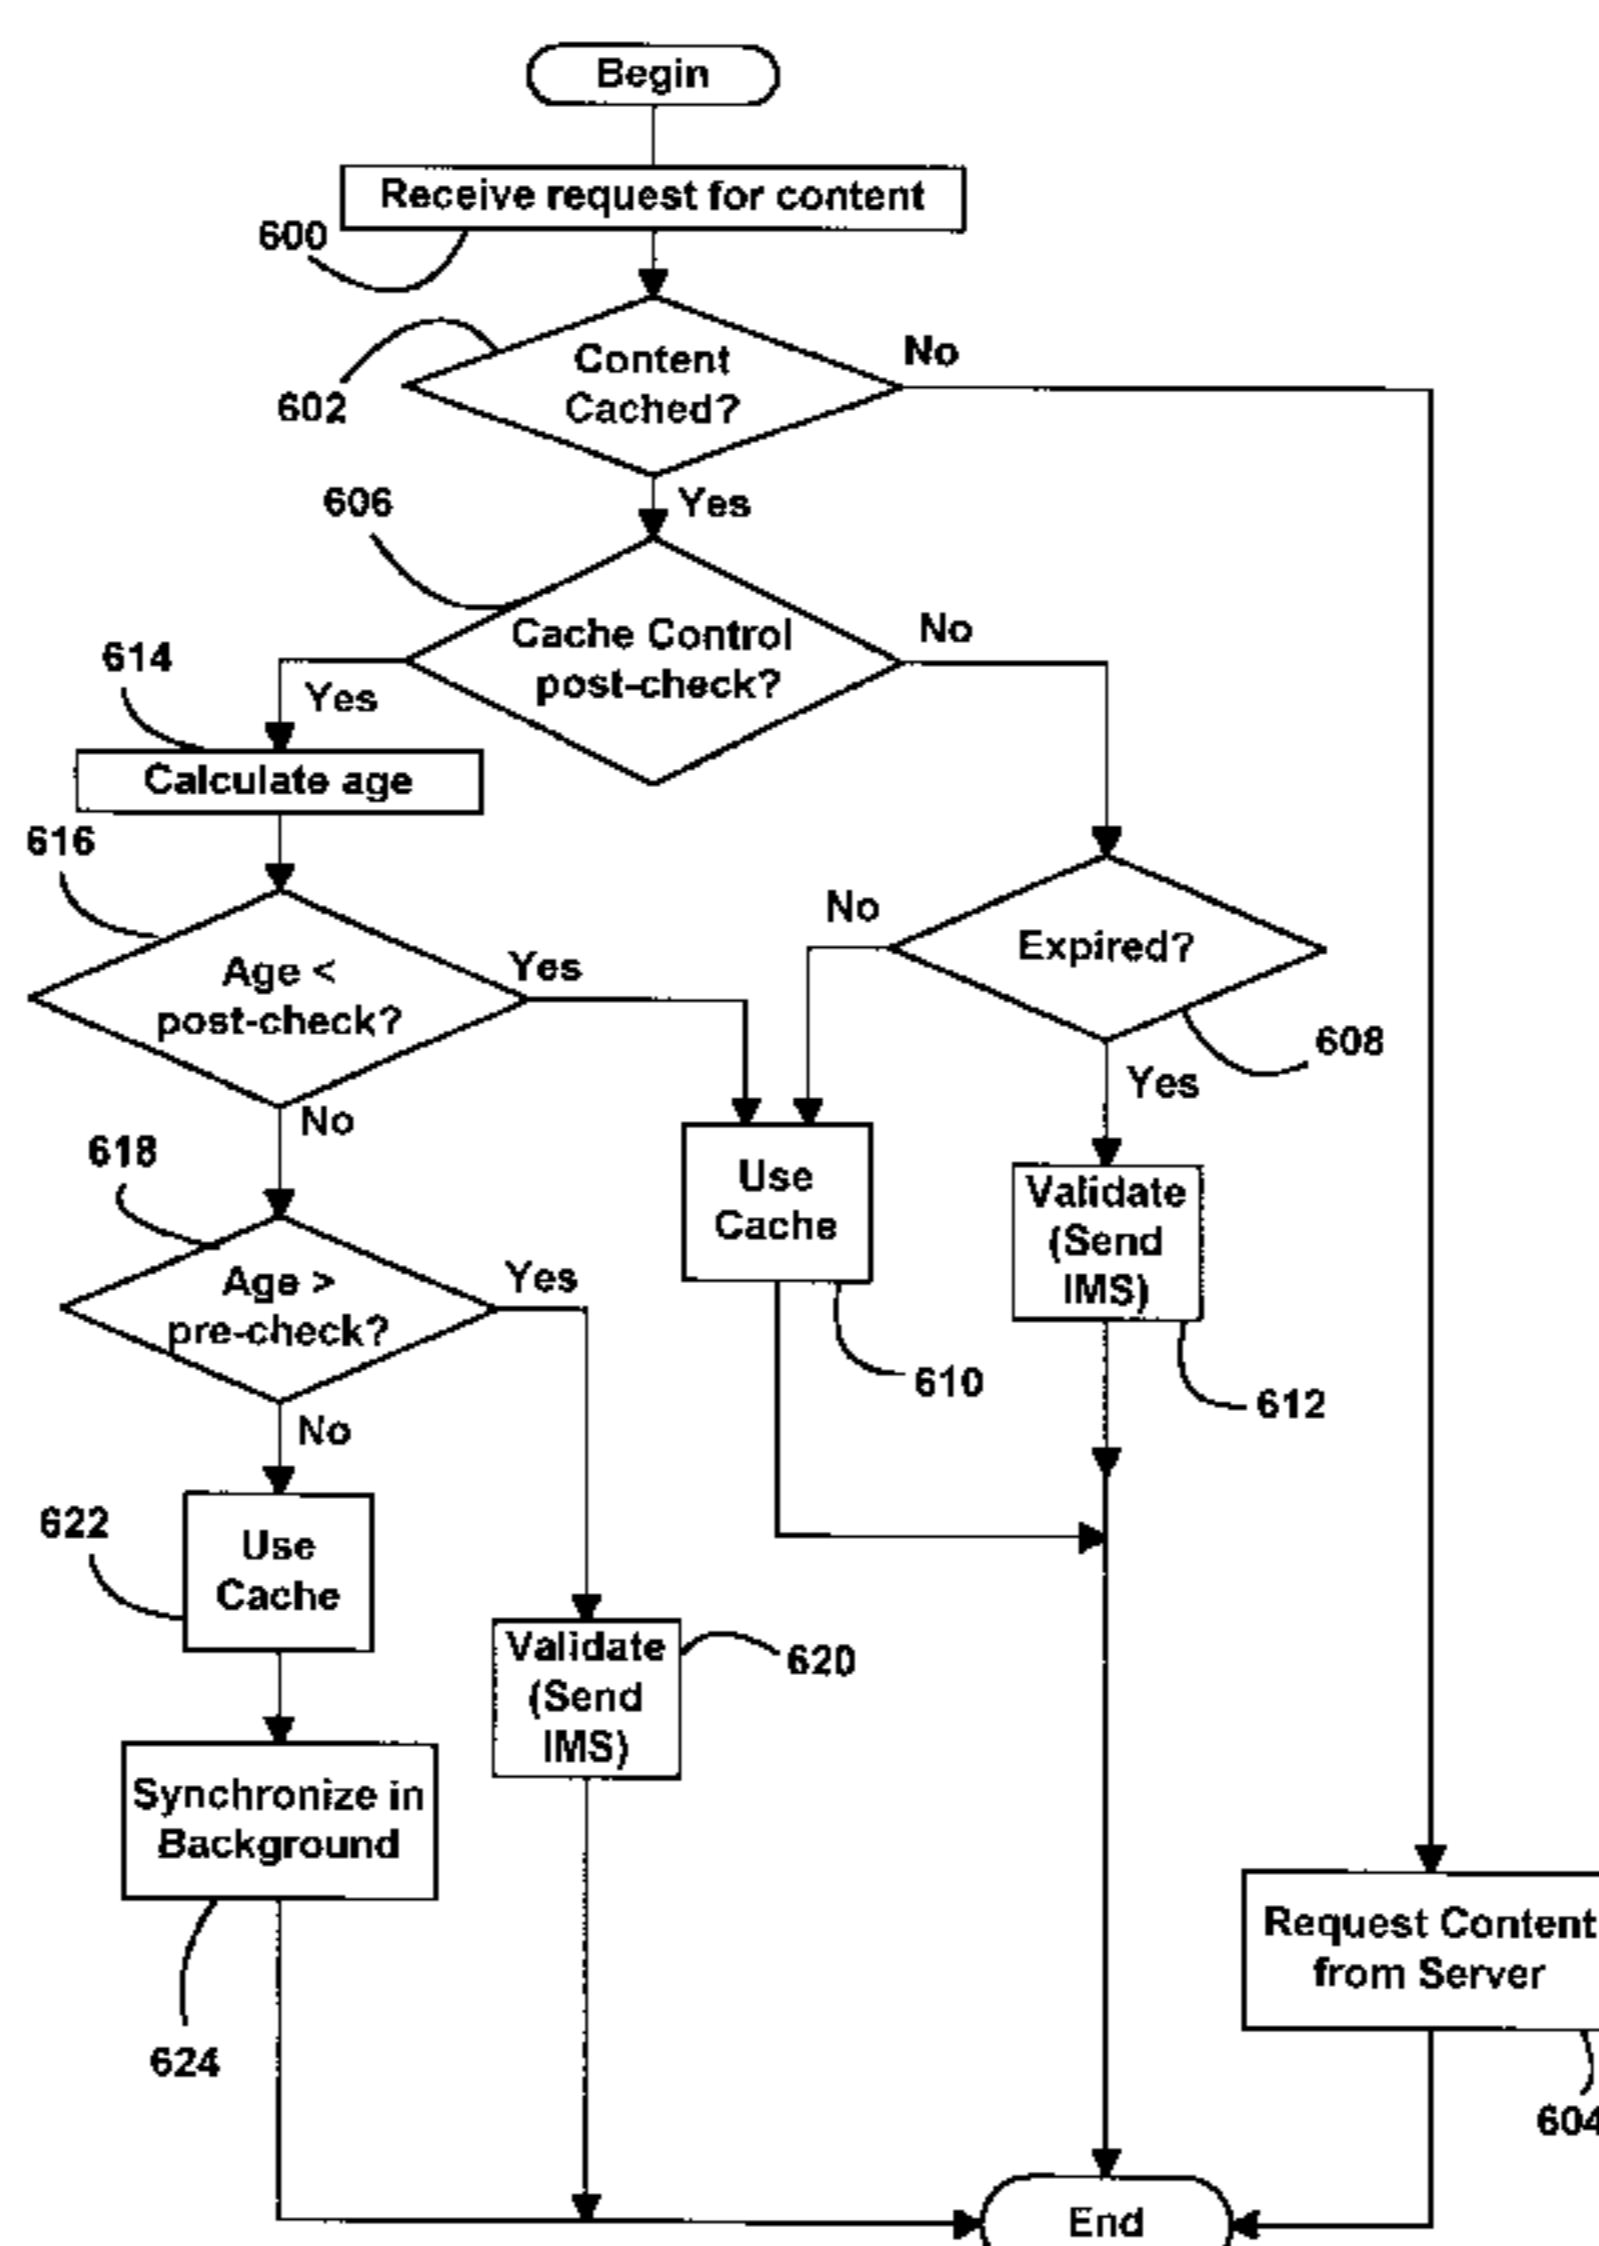 Begin
Receive request for content
600
Content
Cached?
No
602
Yes
606
Cache Control
post-check?
No
614
Yes
Calculate age
616
Age <
post-check?
Yes
No
Expired?
608
Yes
No
618
Use
Cache
Validate
(Send
IMS)
Age >
pre-check?
Yes
610
612
No
622
Use
Cache
Validate
(Send
IMS)
620
Synchronize in
Background
Request Content
from Server
624
604
End